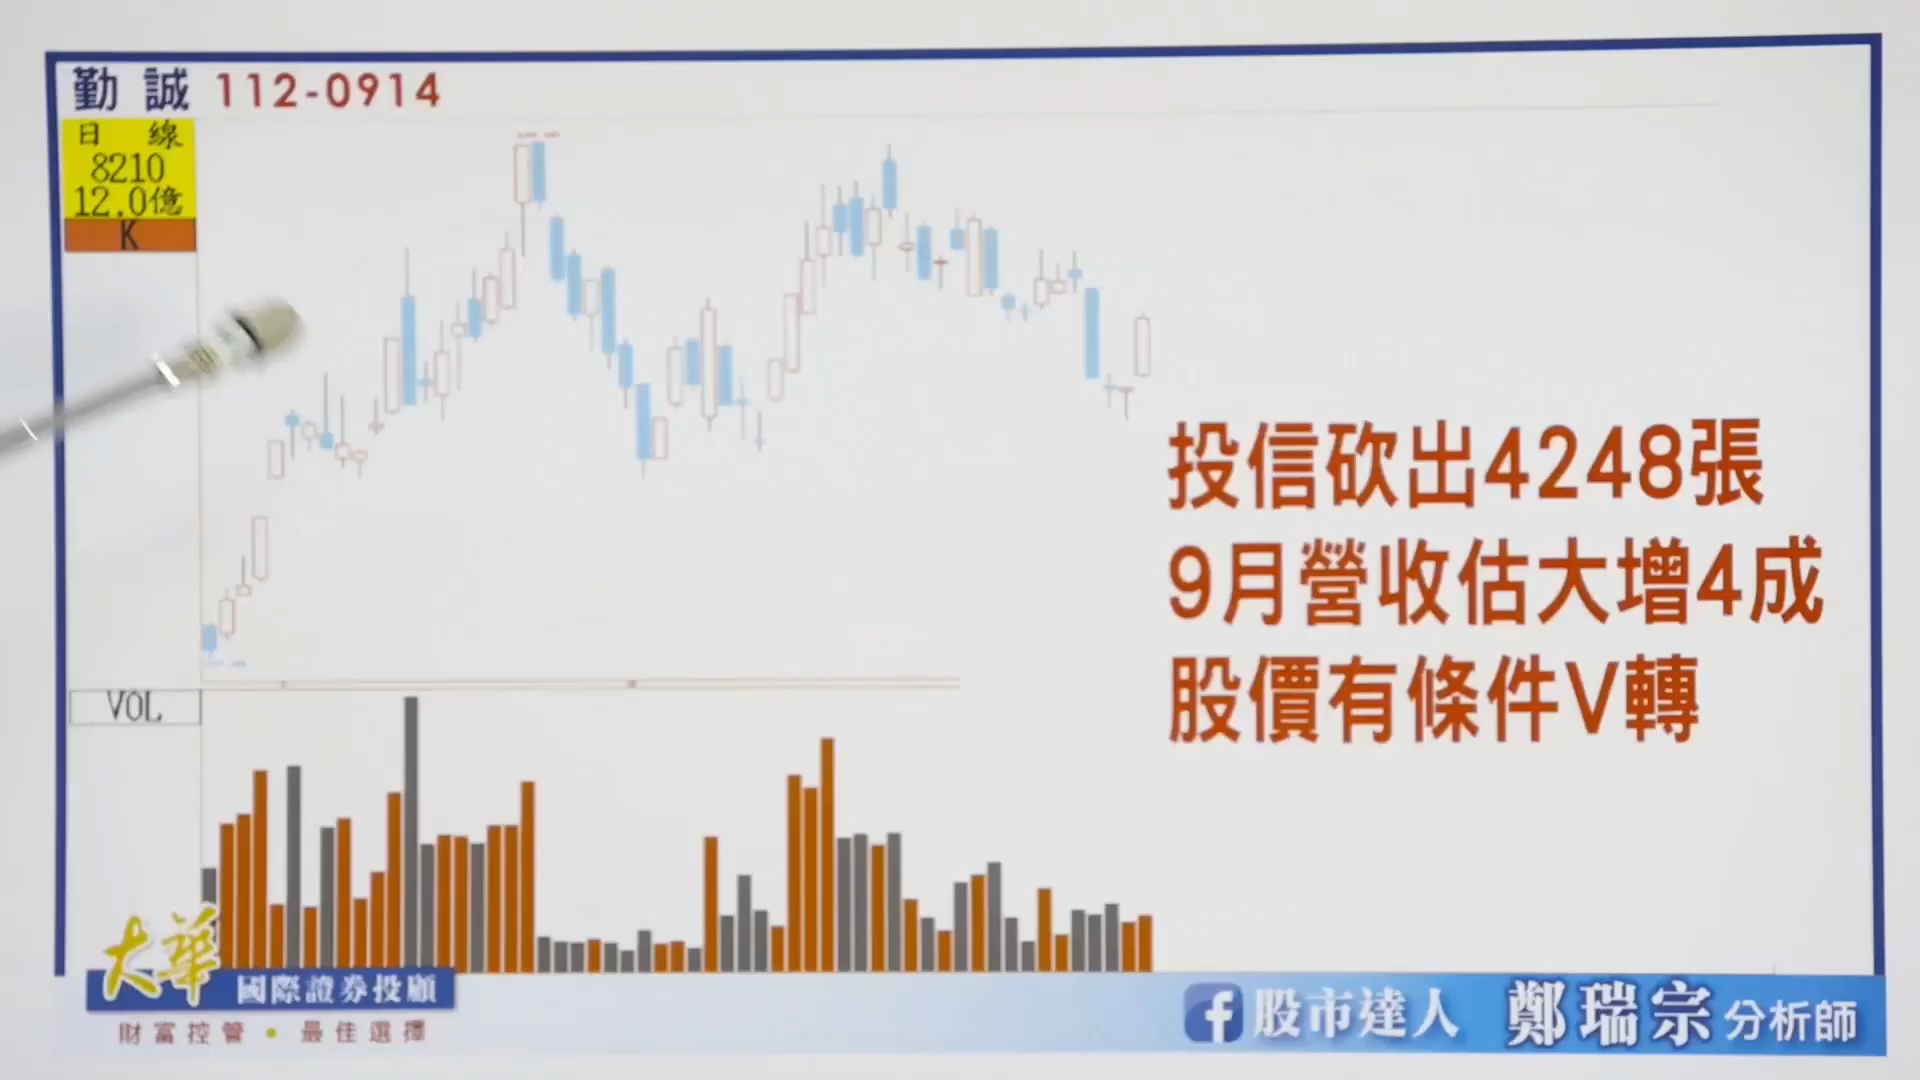 勤 誠 112-0914
日 線
8210
12.0億
K
投信砍出4248張
9月營收估大增4成
股價有條件V轉
VOL
大華
國際證券投顧
財富控管 • 最佳選擇
f 股市達人 鄭瑞宗 分析師